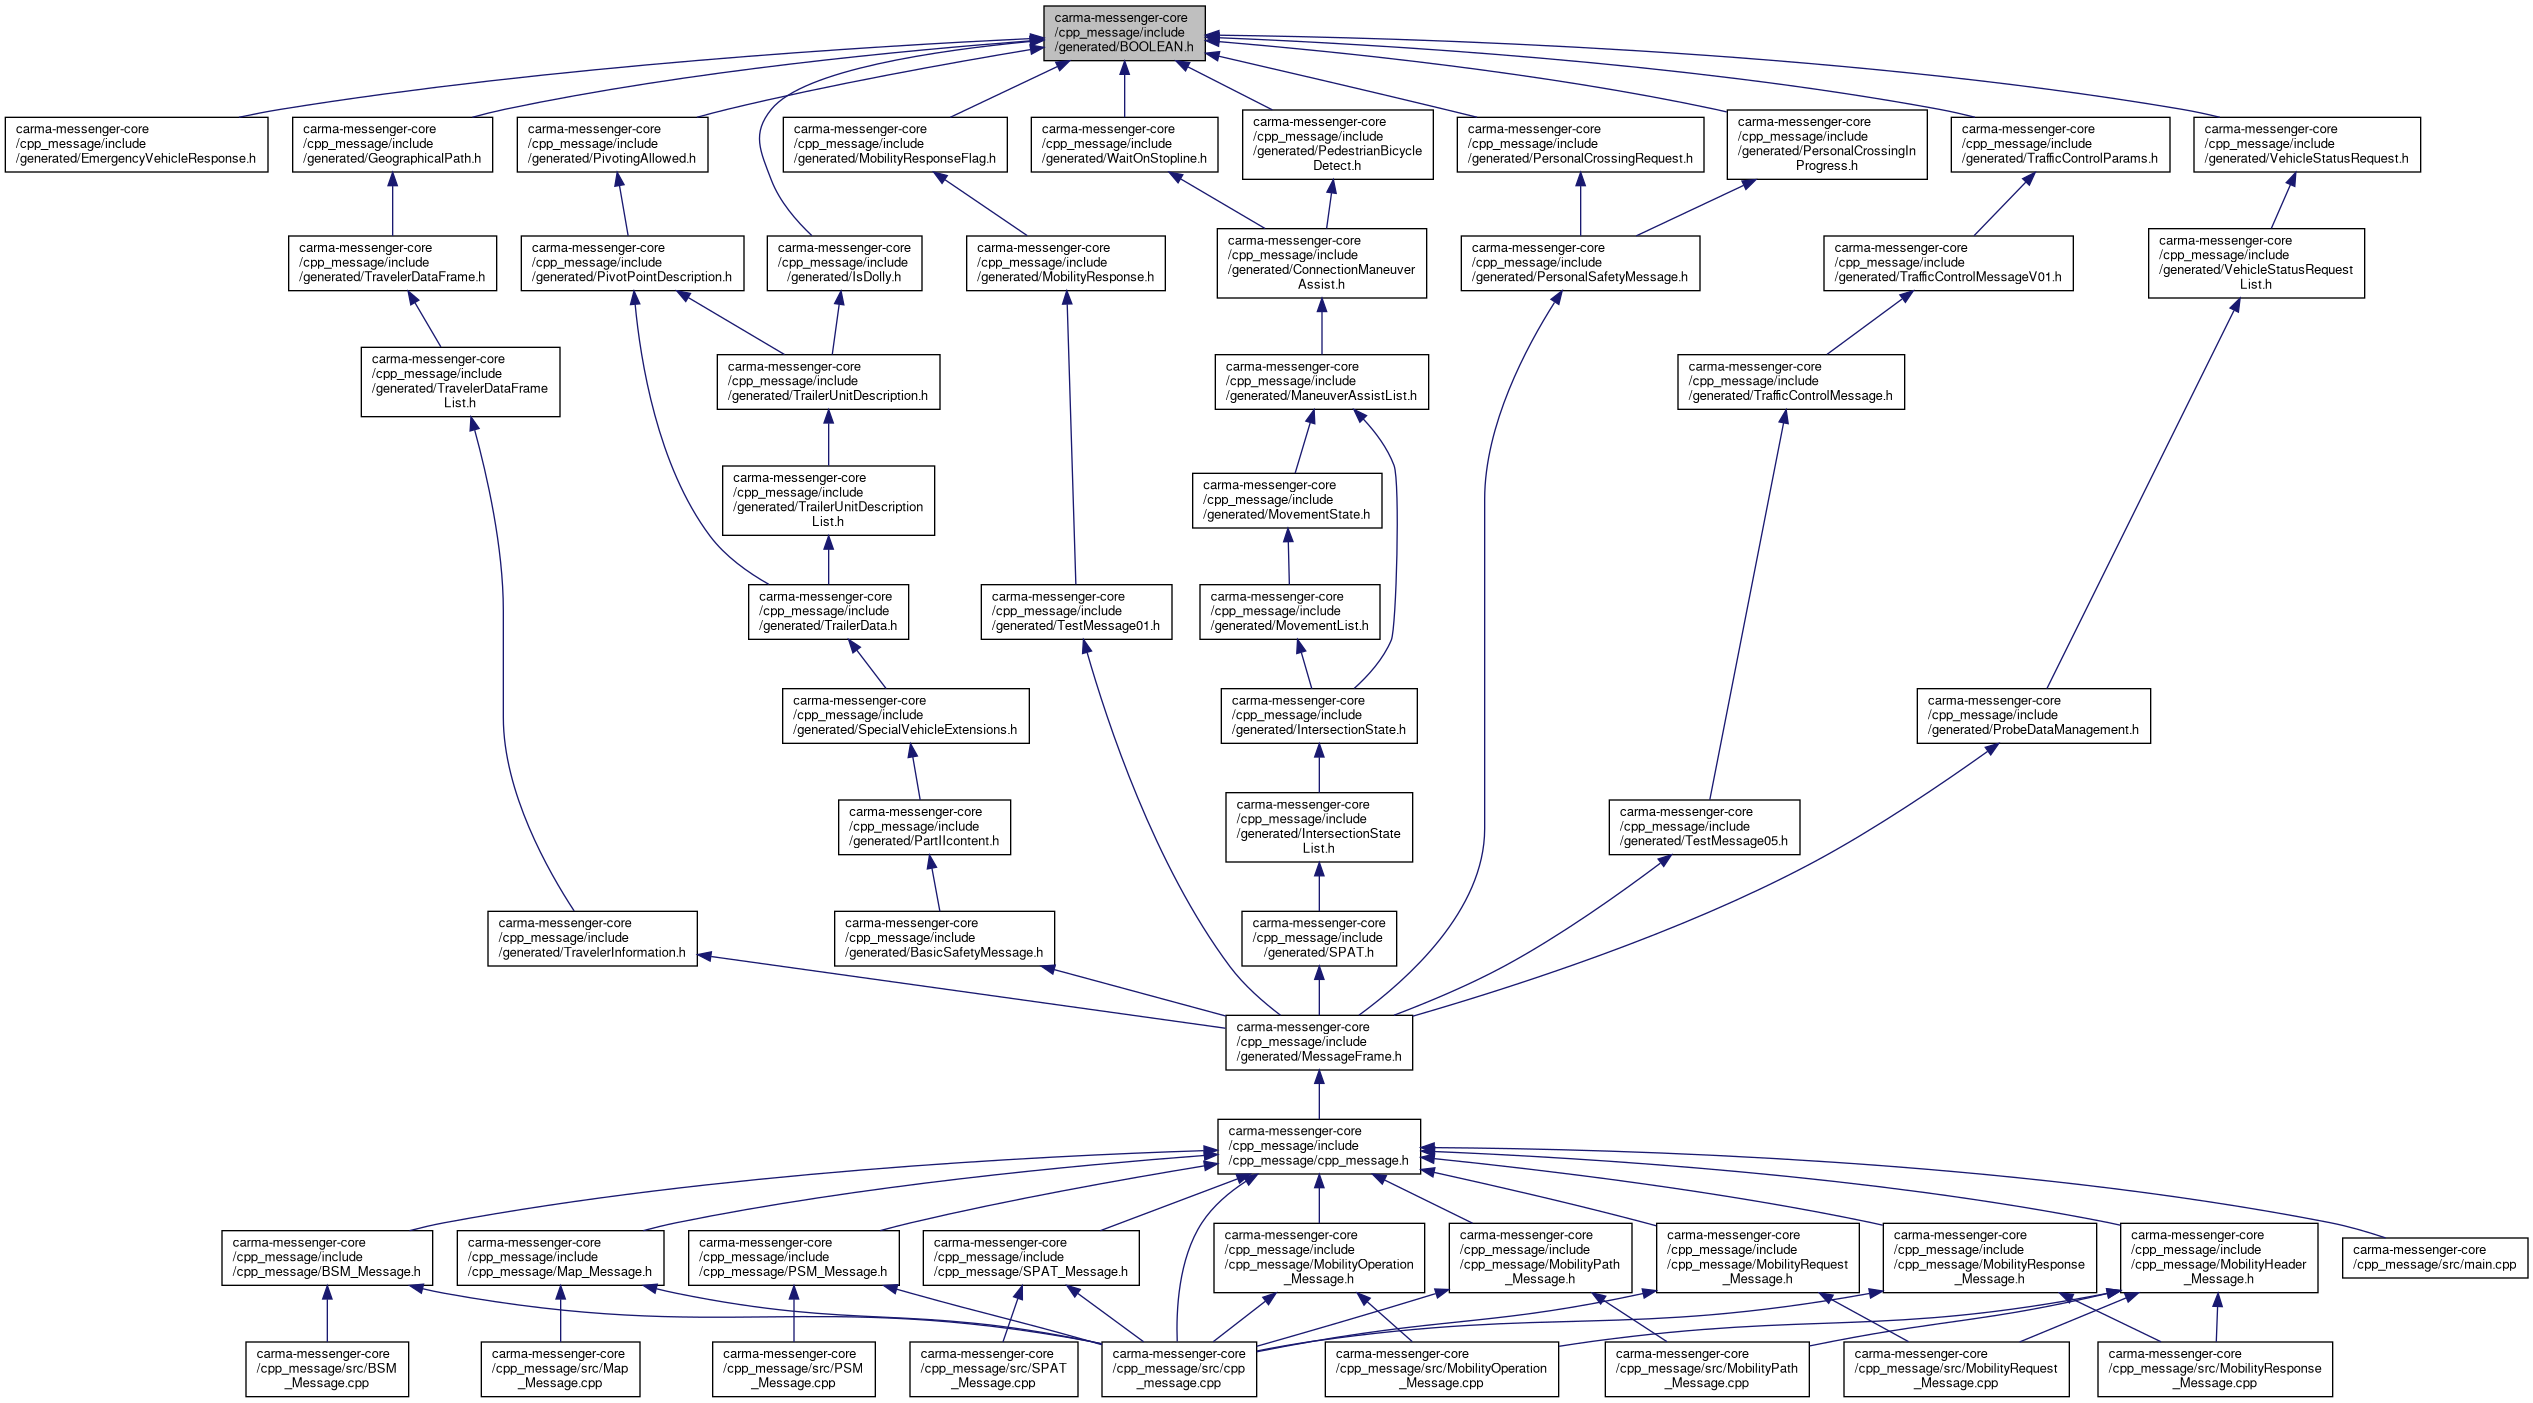 carma-messenger-core
/cpp_message/include
/generated/BOOLEAN.h
carma-messenger-core
/cpp_message/include
/generated/EmergencyVehicleResponse.h
carma-messenger-core
/cpp_message/include
/generated/GeographicalPath.h
carma-messenger-core
/cpp_message/include
/generated/PivotingAllowed.h
carma-messenger-core
/cpp_message/include
/generated/MobilityResponseFlag.h
carma-messenger-core
/cpp_message/include
/generated/WaitOnStopline.h
carma-messenger-core
/cpp_message/include
/generated/PedestrianBicycle
Detect.h
carma-messenger-core
/cpp_message/include
/generated/PersonalCrossingRequest.h
carma-messenger-core
/cpp_message/include
/generated/PersonalCrossingIn
Progress.h
carma-messenger-core
/cpp_message/include
/generated/TrafficControlParams.h
carma-messenger-core
/cpp_message/include
/generated/VehicleStatusRequest.h
carma-messenger-core
/cpp_message/include
/generated/TravelerDataFrame.h
carma-messenger-core
/cpp_message/include
/generated/PivotPointDescription.h
carma-messenger-core
/cpp_message/include
/generated/IsDolly.h
carma-messenger-core
/cpp_message/include
/generated/MobilityResponse.h
carma-messenger-core
/cpp_message/include
/generated/ConnectionManeuver
Assist.h
carma-messenger-core
/cpp_message/include
/generated/PersonalSafetyMessage.h
carma-messenger-core
/cpp_message/include
/generated/TrafficControlMessageV01.h
carma-messenger-core
/cpp_message/include
/generated/VehicleStatusRequest
List.h
carma-messenger-core
/cpp_message/include
/generated/TravelerDataFrame
List.h
carma-messenger-core
/cpp_message/include
/generated/TrailerUnitDescription.h
carma-messenger-core
/cpp_message/include
/generated/ManeuverAssistList.h
carma-messenger-core
/cpp_message/include
/generated/TrafficControlMessage.h
carma-messenger-core
/cpp_message/include
/generated/TrailerUnitDescription
List.h
carma-messenger-core
/cpp_message/include
/generated/MovementState.h
carma-messenger-core
/cpp_message/include
/generated/TrailerData.h
carma-messenger-core
/cpp_message/include
/generated/TestMessage01.h
carma-messenger-core
/cpp_message/include
/generated/MovementList.h
carma-messenger-core
/cpp_message/include
/generated/SpecialVehicleExtensions.h
carma-messenger-core
/cpp_message/include
/generated/IntersectionState.h
carma-messenger-core
/cpp_message/include
/generated/ProbeDataManagement.h
carma-messenger-core
/cpp_message/include
/generated/PartIIcontent.h
carma-messenger-core
/cpp_message/include
/generated/IntersectionState
List.h
carma-messenger-core
/cpp_message/include
/generated/TestMessage05.h
carma-messenger-core
/cpp_message/include
/generated/TravelerInformation.h
carma-messenger-core
/cpp_message/include
/generated/BasicSafetyMessage.h
carma-messenger-core
/cpp_message/include
/generated/SPAT.h
carma-messenger-core
/cpp_message/include
/generated/MessageFrame.h
carma-messenger-core
/cpp_message/include
/cpp_message/cpp_message.h
carma-messenger-core
/cpp_message/include
/cpp_message/BSM_Message.h
carma-messenger-core
/cpp_message/include
/cpp_message/Map_Message.h
carma-messenger-core
/cpp_message/include
/cpp_message/PSM_Message.h
carma-messenger-core
/cpp_message/include
/cpp_message/SPAT_Message.h
carma-messenger-core
/cpp_message/include
/cpp_message/MobilityOperation
_Message.h
carma-messenger-core
/cpp_message/include
/cpp_message/MobilityPath
_Message.h
carma-messenger-core
/cpp_message/include
/cpp_message/MobilityRequest
_Message.h
carma-messenger-core
/cpp_message/include
/cpp_message/MobilityResponse
_Message.h
carma-messenger-core
/cpp_message/include
/cpp_message/MobilityHeader
_Message.h
carma-messenger-core
/cpp_message/src/main.cpp
carma-messenger-core
/cpp_message/src/BSM
_Message.cpp
carma-messenger-core
/cpp_message/src/Map
_Message.cpp
carma-messenger-core
/cpp_message/src/PSM
_Message.cpp
carma-messenger-core
/cpp_message/src/SPAT
_Message.cpp
carma-messenger-core
/cpp_message/src/cpp
_message.cpp
carma-messenger-core
/cpp_message/src/MobilityOperation
_Message.cpp
carma-messenger-core
/cpp_message/src/MobilityPath
_Message.cpp
carma-messenger-core
/cpp_message/src/MobilityRequest
_Message.cpp
carma-messenger-core
/cpp_message/src/MobilityResponse
_Message.cpp